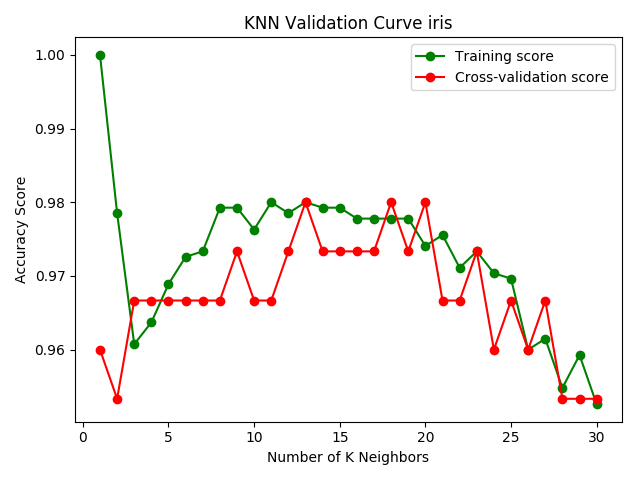 KNN Validation Curve iris
Training score
Cross-validation score
Accuracy Score
1.00
0.99
0.98
0.97
0.96
0 5 10 15 20 25 30
Number of K Neighbors